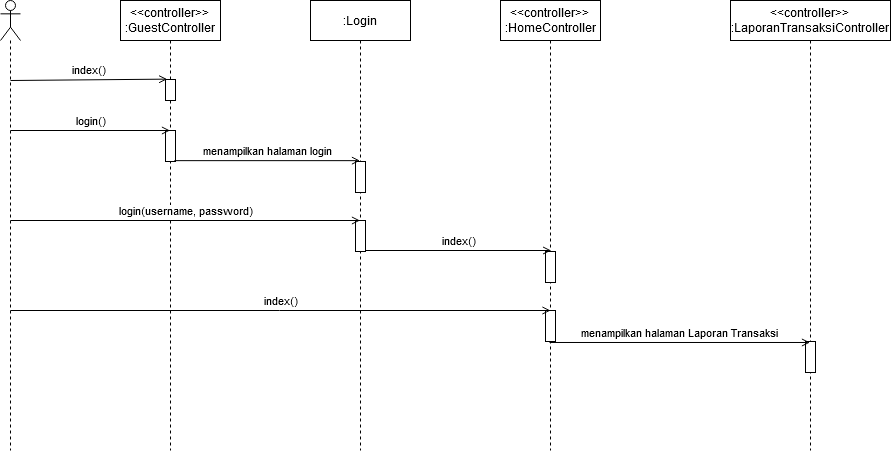 <<controller>>
:GuestController
:Login
<<controller>>
:HomeController
<<controller>>
:LaporanTransaksiController
index()
login()
menampilkan halaman login
login(username, password)
index()
index()
menampilkan halaman Laporan Transaksi